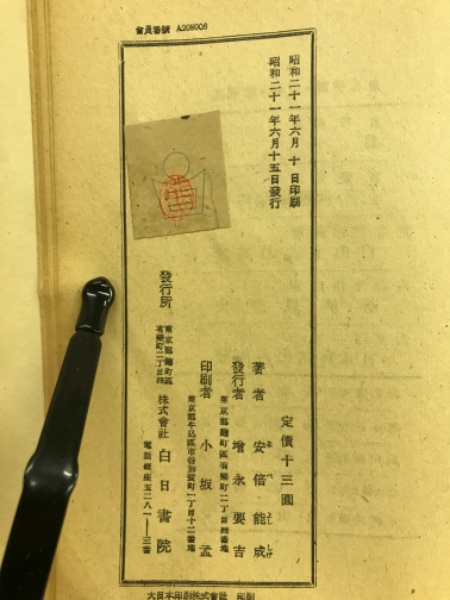 會員番號 A208008
昭和二十一年六月十日印刷
昭和二十一年六月十五日發行
定價十三圓
著者 安倍能成
發行者 增永要吉
東京都麴町區有樂町一丁目四番地
印刷者 小坂孟
東京都牛込區市谷加賀町一丁目十二番地
發行所
東京都麴町區
有樂町一丁目四
株式會社 白日書院
電話銀座五二八一——三番
大日本印刷株式會社 印刷